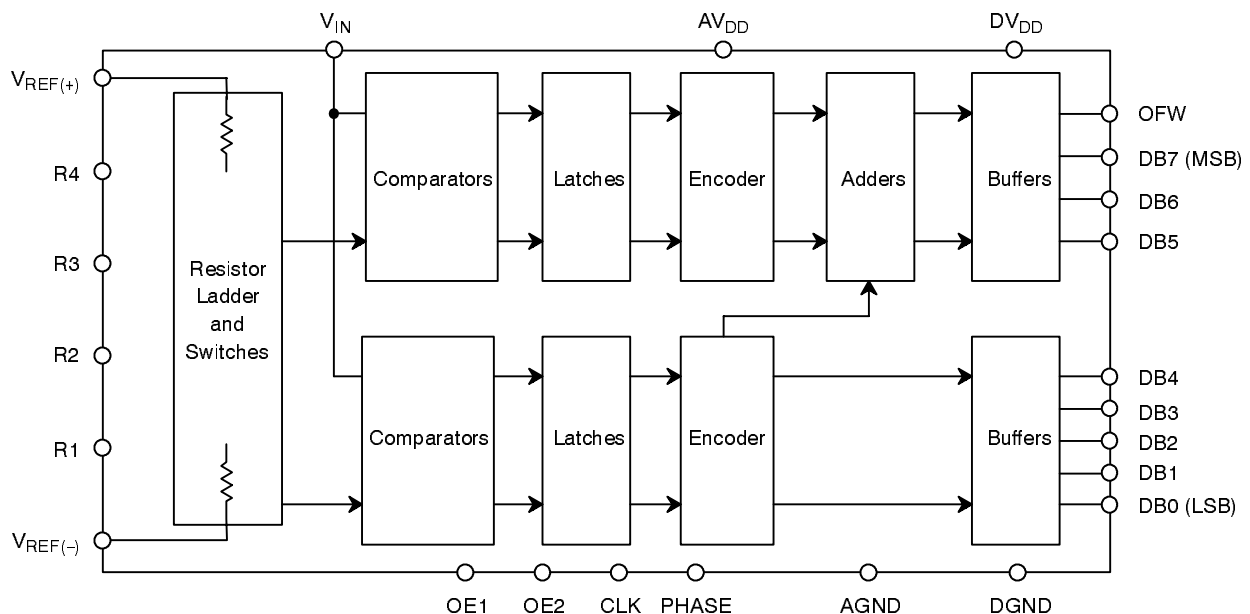 VIN
AVDD
DVDD
VREF(+)
R4
R3
R2
R1
VREF(–)
Resistor
Ladder
and
Switches
Comparators
Latches
Encoder
Adders
Buffers
OFW
DB7 (MSB)
DB6
DB5
Comparators
Latches
Encoder
Buffers
DB4
DB3
DB2
DB1
DB0 (LSB)
OE1
OE2
CLK
PHASE
AGND
DGND